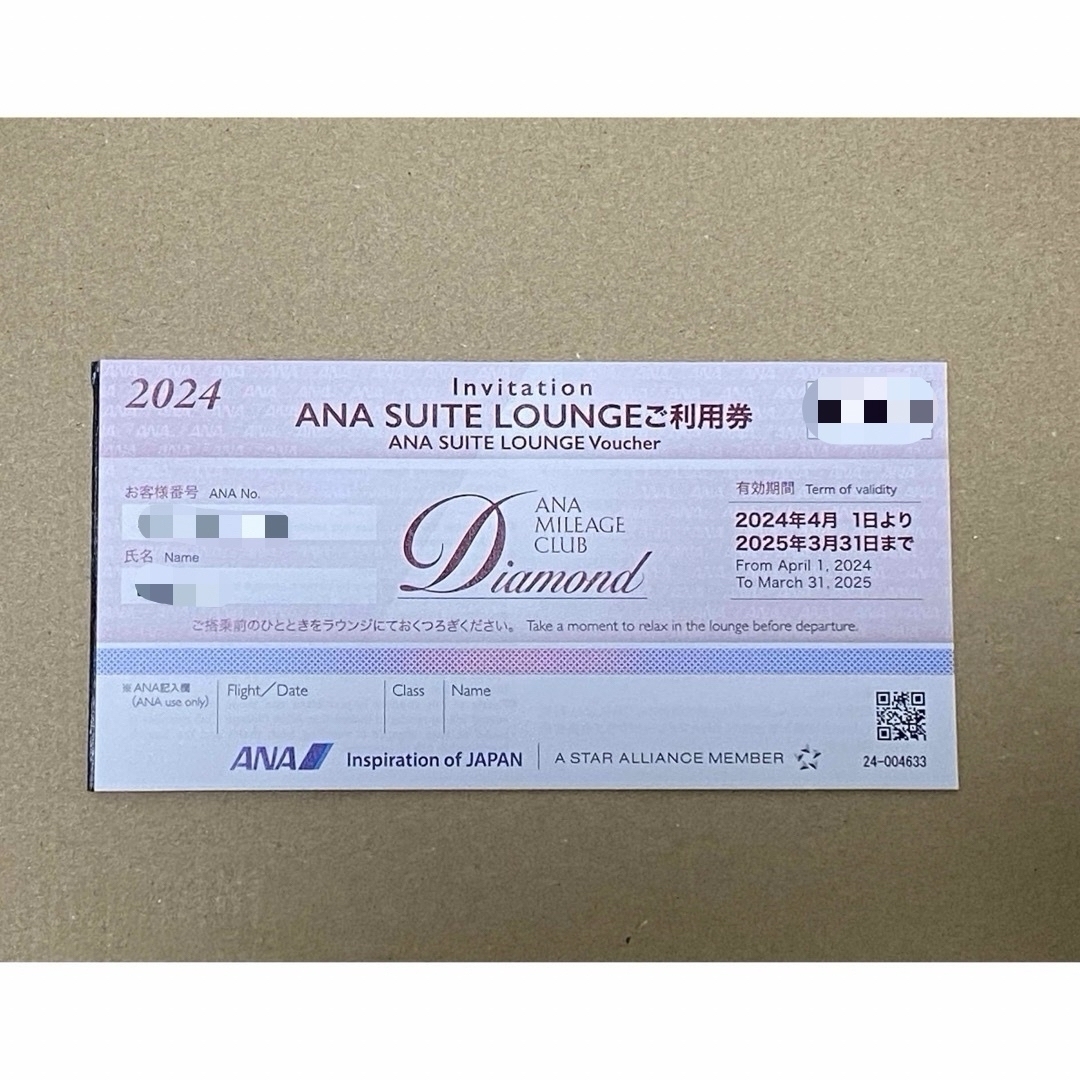 2024
Invitation
ANA SUITE LOUNGEご利用券
ANA SUITE LOUNGE Voucher
お客様番号 ANA No.
氏名 Name
ANA
MILEAGE
CLUB
Diamond
有効期間 Term of validity
2024年4月 1日より
2025年3月31日まで
From April 1, 2024
To March 31, 2025
ご搭乗前のひとときをラウンジにておくつろぎください。 Take a moment to relax in the lounge before departure.
※ANA記入欄
(ANA use only)
Flight/Date
Class
Name
ANA Inspiration of JAPAN A STAR ALLIANCE MEMBER
24-004633